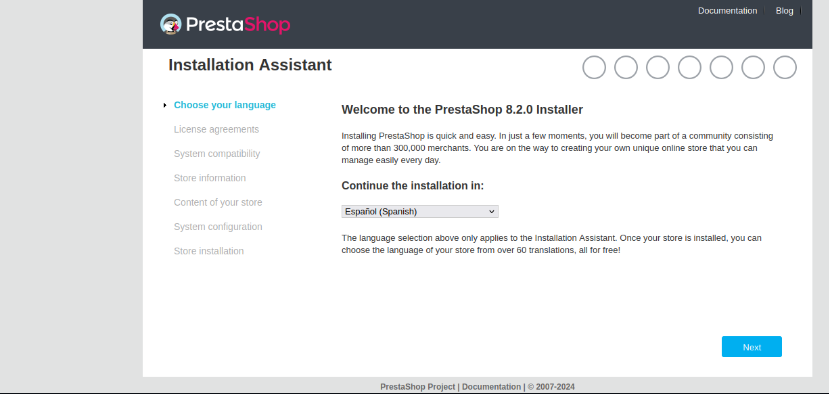 Documentation
Blog
PrestaShop
Installation Assistant
Choose your language
License agreements
System compatibility
Store information
Content of your store
System configuration
Store installation
Welcome to the PrestaShop 8.2.0 Installer
Installing PrestaShop is quick and easy. In just a few moments, you will become part of a community consisting
of more than 300,000 merchants. You are on the way to creating your own unique online store that you can
manage easily every day.
Continue the installation in:
Español (Spanish)
The language selection above only applies to the Installation Assistant. Once your store is installed, you can
choose the language of your store from over 60 translations, all for free!
Next
PrestaShop Project | Documentation | © 2007-2024